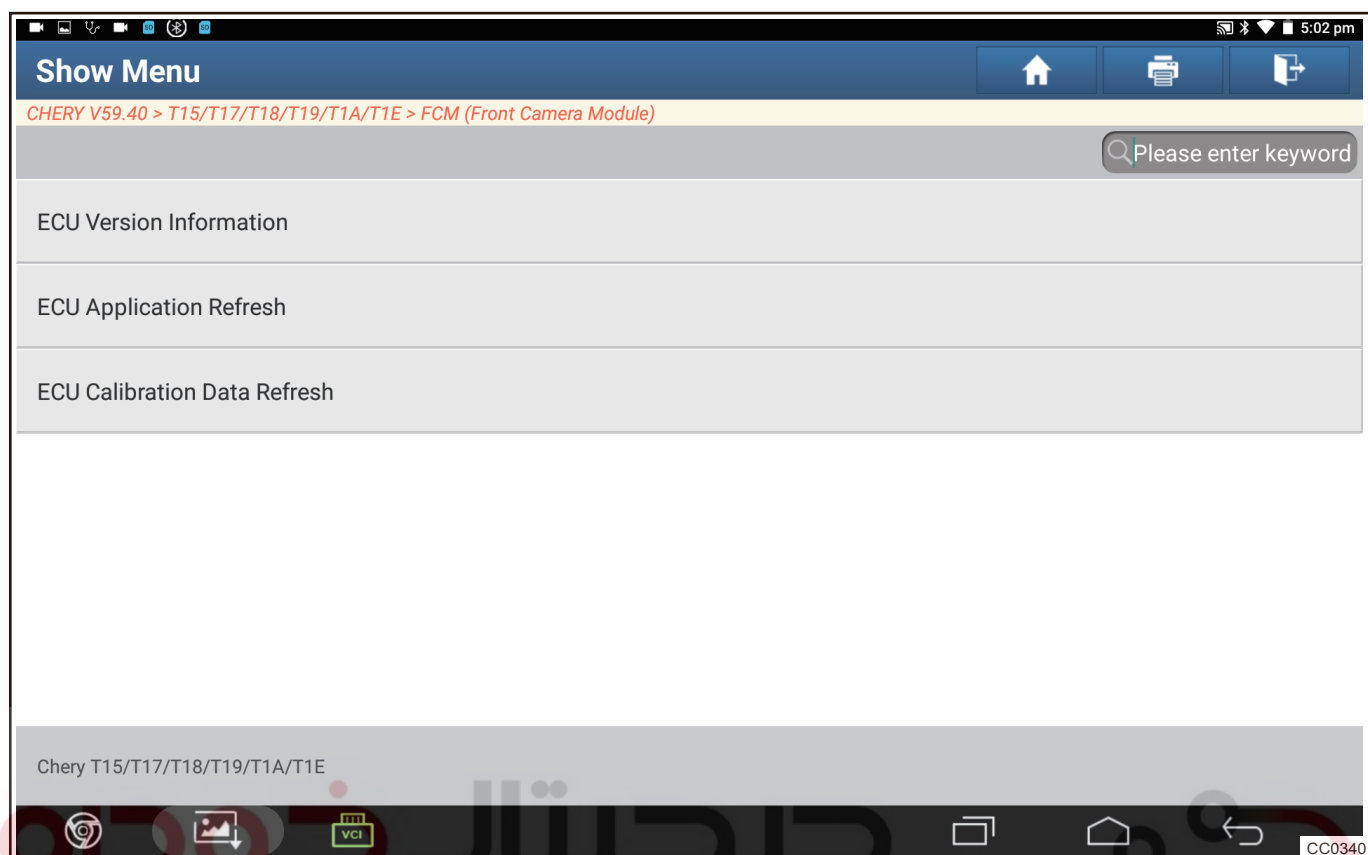 5:02 pm
Show Menu
CHERY V59.40 > T15/T17/T18/T19/T1A/T1E > FCM (Front Camera Module)
Please enter keyword
ECU Version Information
ECU Application Refresh
ECU Calibration Data Refresh
Chery T15/T17/T18/T19/T1A/T1E
VCI
CC0340